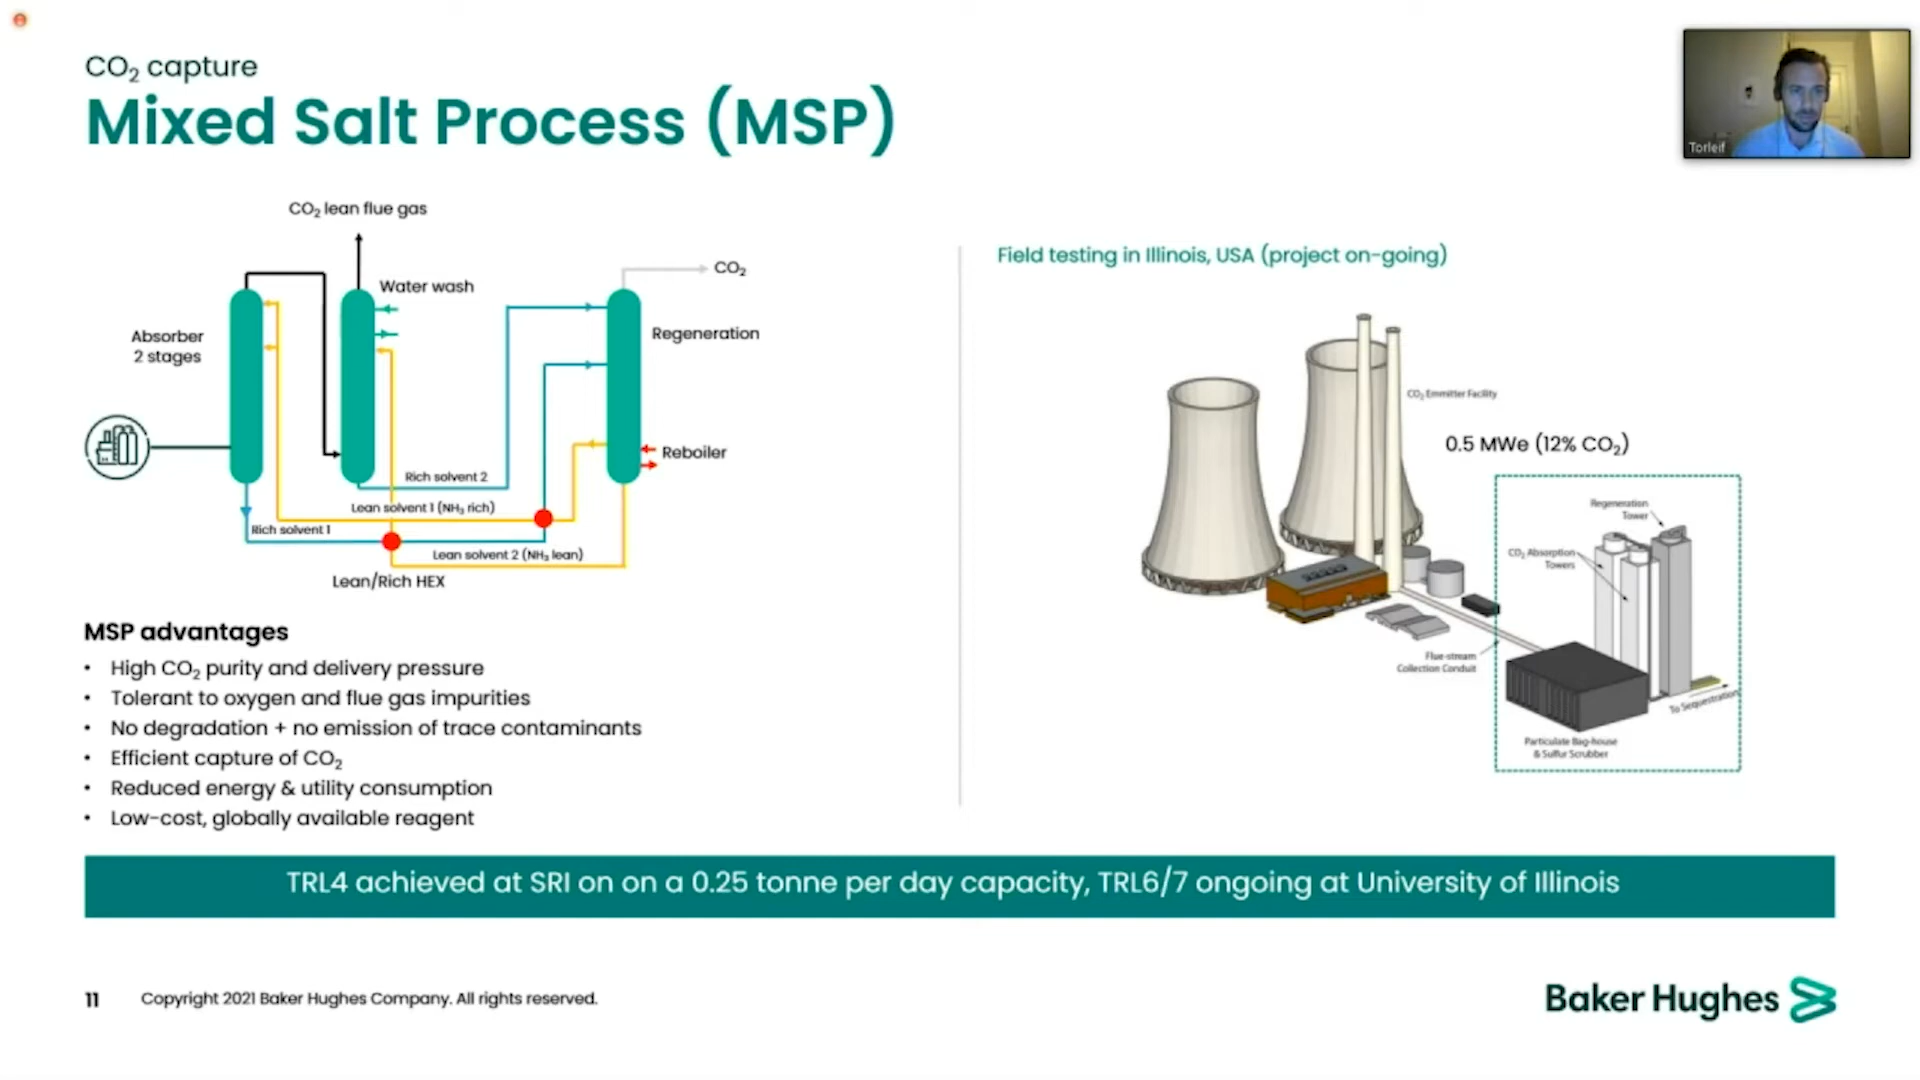 CO₂ capture
Mixed Salt Process (MSP)
Torleif
CO₂ lean flue gas
Water wash
CO₂
Absorber
2 stages
Regeneration
Reboiler
Rich solvent 2
Lean solvent 1 (NH₃ rich)
Rich solvent 1
Lean solvent 2 (NH₃ lean)
Lean/Rich HEX
MSP advantages
• High CO₂ purity and delivery pressure
• Tolerant to oxygen and flue gas impurities
• No degradation + no emission of trace contaminants
• Efficient capture of CO₂
• Reduced energy & utility consumption
• Low-cost, globally available reagent
Field testing in Illinois, USA (project on-going)
CO₂ Emmitter Facility
0.5 MWe (12% CO₂)
Regeneration
Tower
CO₂ Absorption
Towers
Flue-stream
Collection Conduit
To Sequestration
Particulate Bag-house
& Sulfur Scrubber
TRL4 achieved at SRI on on a 0.25 tonne per day capacity, TRL6/7 ongoing at University of Illinois
11 Copyright 2021 Baker Hughes Company. All rights reserved.
Baker Hughes